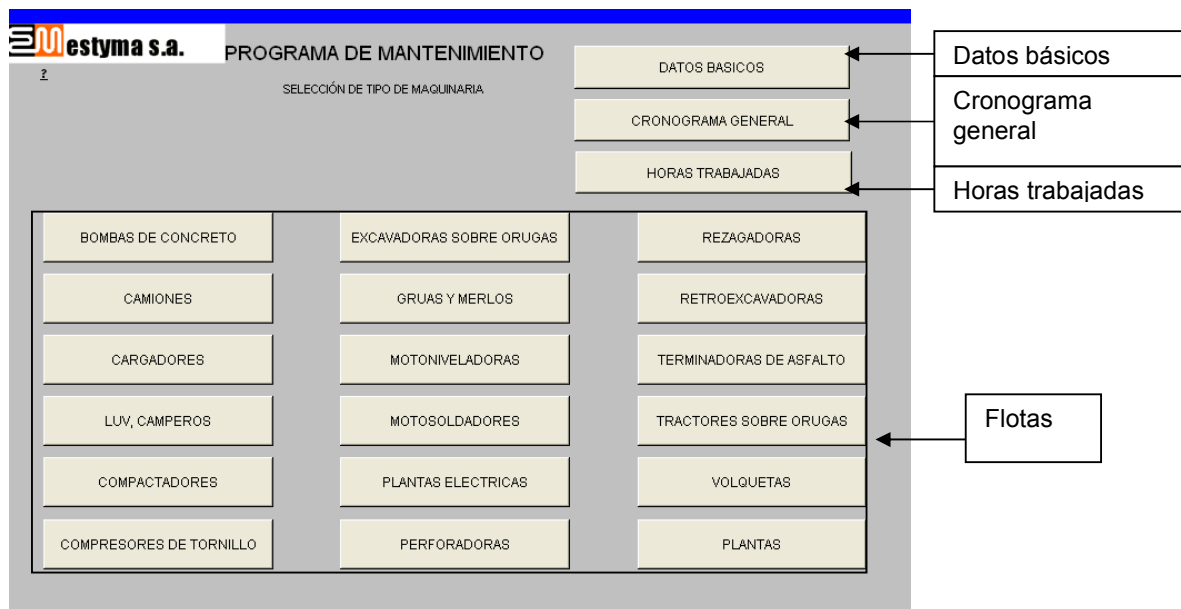 estyma s.a.
PROGRAMA DE MANTENIMIENTO
?
SELECCIÓN DE TIPO DE MAQUINARIA
DATOS BASICOS
CRONOGRAMA GENERAL
HORAS TRABAJADAS
Datos básicos
Cronograma
general
Horas trabajadas
BOMBAS DE CONCRETO
EXCAVADORAS SOBRE ORUGAS
REZAGADORAS
CAMIONES
GRUAS Y MERLOS
RETROEXCAVADORAS
CARGADORES
MOTONIVELADORAS
TERMINADORAS DE ASFALTO
LUV, CAMPEROS
MOTOSOLDADORES
TRACTORES SOBRE ORUGAS
COMPACTADORES
PLANTAS ELECTRICAS
VOLQUETAS
COMPRESORES DE TORNILLO
PERFORADORAS
PLANTAS
Flotas